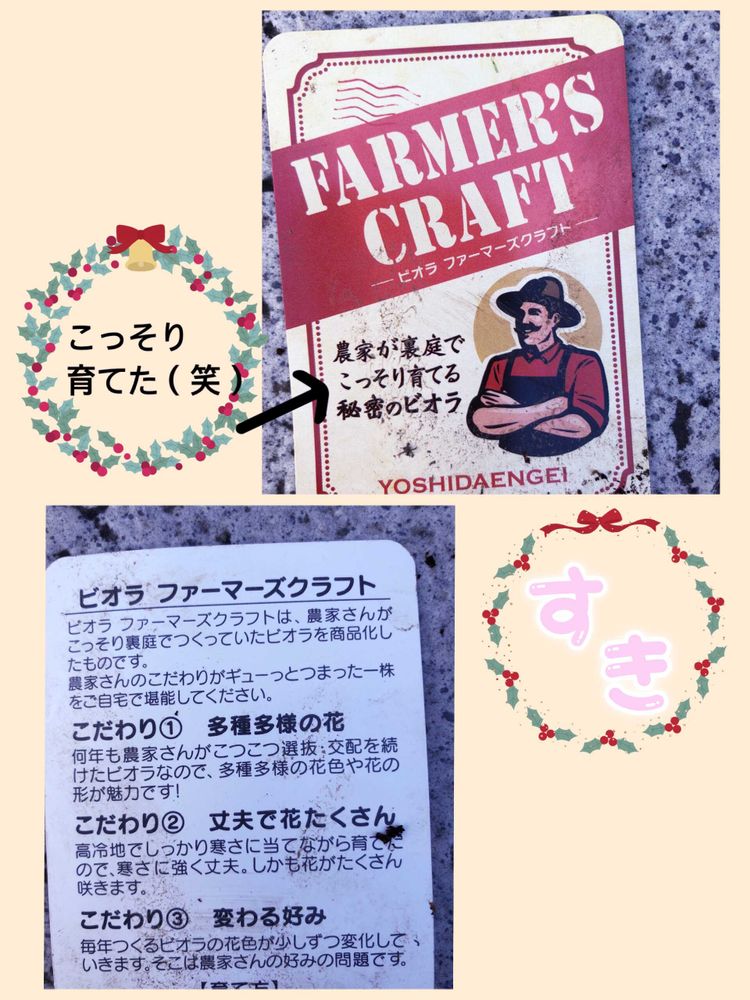 FARMER'S
CRAFT
ビオラ ファーマーズクラフト
農家が裏庭で
こっそり育てる
秘密のビオラ
YOSHIDAENGEI
こっそり
育てた(笑)
ビオラ ファーマーズクラフト
ビオラ ファーマーズクラフトは、農家さんが
こっそり裏庭でつくっていたビオラを商品化し
たものです。
農家さんのこだわりがギューっとつまった一株
をご自宅で堪能してください。
こだわり① 多種多様の花
何年も農家さんがこつこつ選抜・交配を続
けたビオラなので、多種多様の花色や花の
形が魅力です!
こだわり② 丈夫で花たくさん
高冷地でしっかり寒さに当てながら育てた
ので、寒さに強く丈夫。しかも花がたくさん
咲きます。
こだわり③ 変わる好み
毎年つくるビオラの花色が少しずつ変化して
いきます。そこは農家さんの好みの問題です。
すき